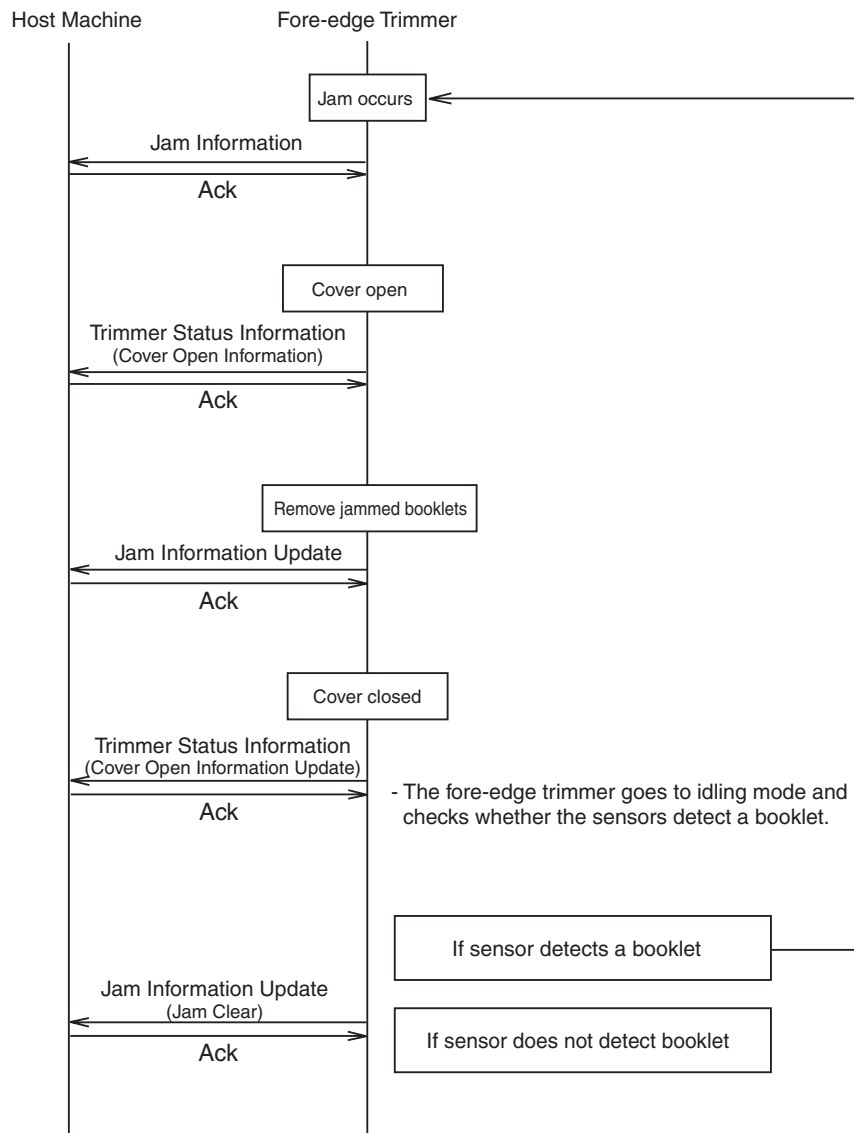 Host Machine
Fore-edge Trimmer
Jam occurs
Jam Information
Ack
Cover open
Trimmer Status Information
(Cover Open Information)
Ack
Remove jammed booklets
Jam Information Update
Ack
Cover closed
Trimmer Status Information
(Cover Open Information Update)
Ack
- The fore-edge trimmer goes to idling mode and
checks whether the sensors detect a booklet.
If sensor detects a booklet
Jam Information Update
(Jam Clear)
Ack
If sensor does not detect booklet